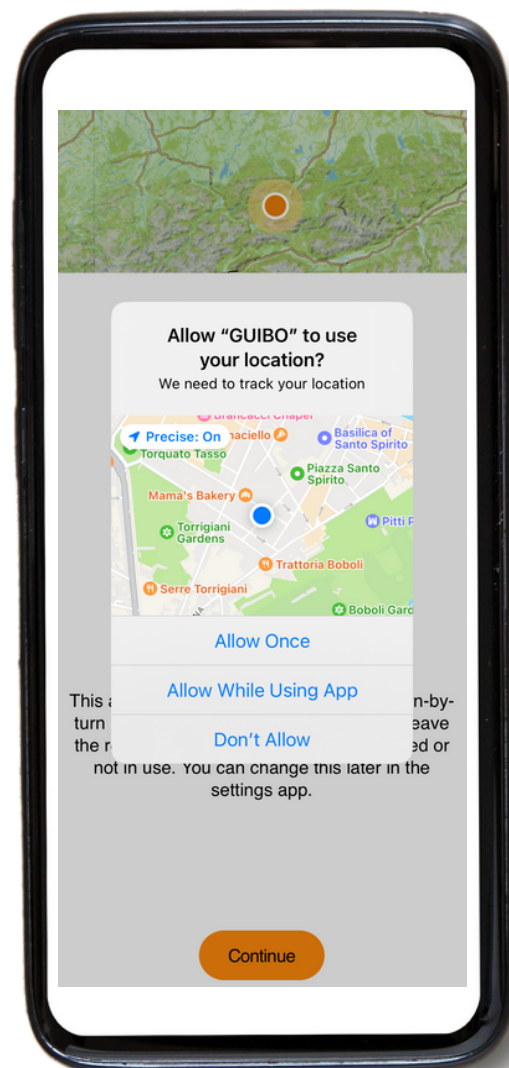 Allow “GUIBO” to use
your location?
We need to track your location
Brancacci Chapel
Precise: On
Basilica of
Santo Spirito
Torquato Tasso
Piazza Santo
Spirito
Mama's Bakery
Pitti
Torrigiani
Gardens
Trattoria Boboli
Serre Torrigiani
Boboli
Allow Once
Allow While Using App
This
n-by-
turn
Don’t Allow
the
ed or
not in use. You can change this later in the
settings app.
Continue